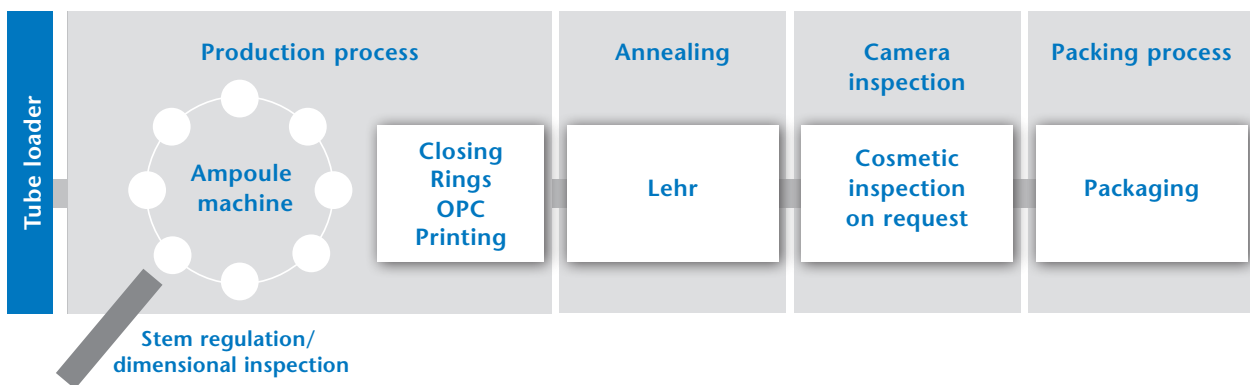 Tube loader
Production process
Ampoule
machine
Closing
Rings
OPC
Printing
Stem regulation/
dimensional inspection
Annealing
Lehr
Camera
inspection
Cosmetic
inspection
on request
Packing process
Packaging